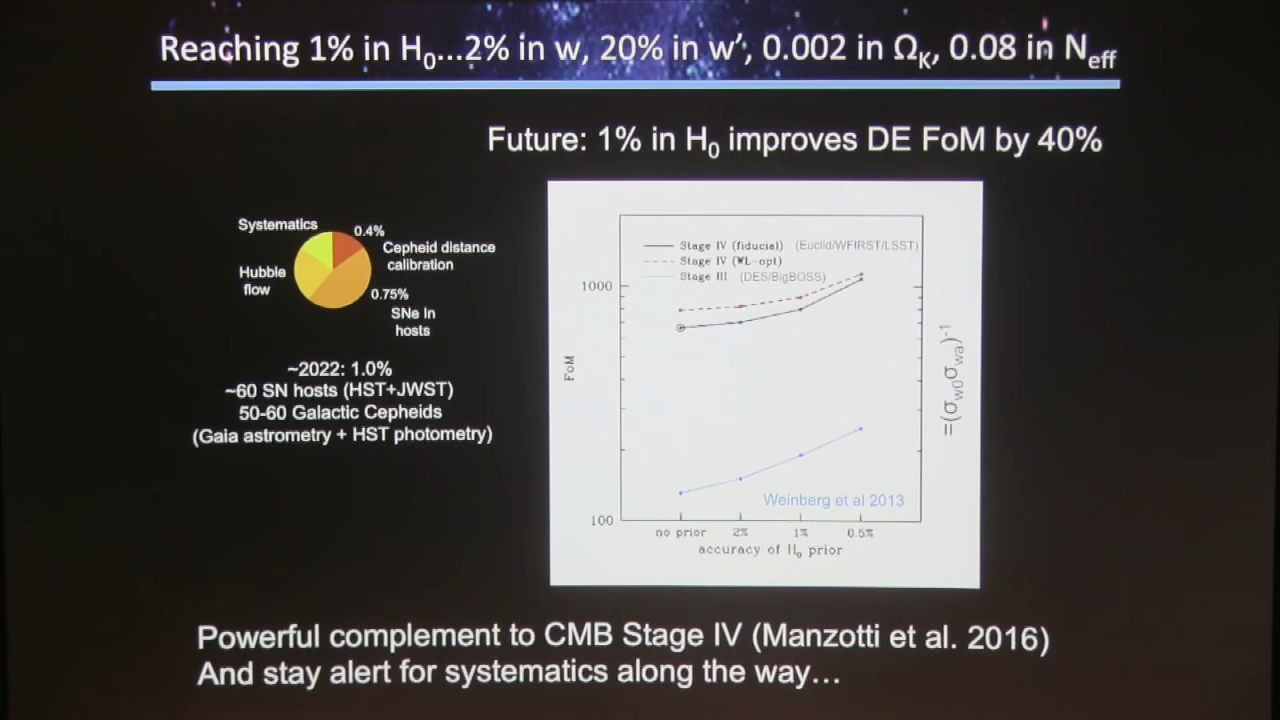 Reaching 1% in H₀...2% in w, 20% in w’, 0.002 in Ωₖ, 0.08 in Nₑff
Future: 1% in H₀ improves DE FoM by 40%
Systematics
0.4%
Cepheid distance
calibration
Hubble
flow
0.75%
SNe In
hosts
~2022: 1.0%
~60 SN hosts (HST+JWST)
50-60 Galactic Cepheids
(Gaia astrometry + HST photometry)
Stage IV (fiducial) (Euclid/WFIRST/LSST)
Stage IV (WL-opt)
Stage III (DES/BigBOSS)
1000
100
FoM
=(σw0σwa)⁻¹
Weinberg et al 2013
no prior 2% 1% 0.5%
accuracy of H₀ prior
Powerful complement to CMB Stage IV (Manzotti et al. 2016)
And stay alert for systematics along the way...